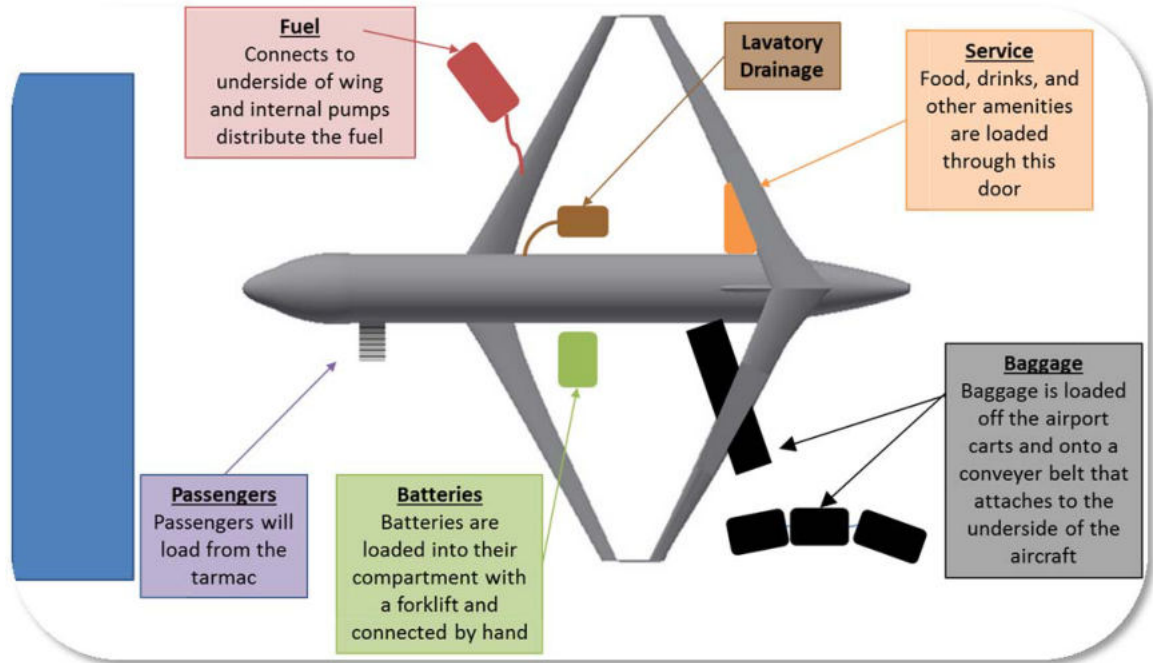 Fuel
Connects to
underside of wing
and internal pumps
distribute the fuel
Lavatory
Drainage
Service
Food, drinks, and
other amenities
are loaded
through this
door
Passengers
Passengers will
load from the
tarmac
Batteries
Batteries are
loaded into their
compartment with
a forklift and
connected by hand
Baggage
Baggage is loaded
off the airport
carts and onto a
conveyer belt that
attaches to the
underside of the
aircraft